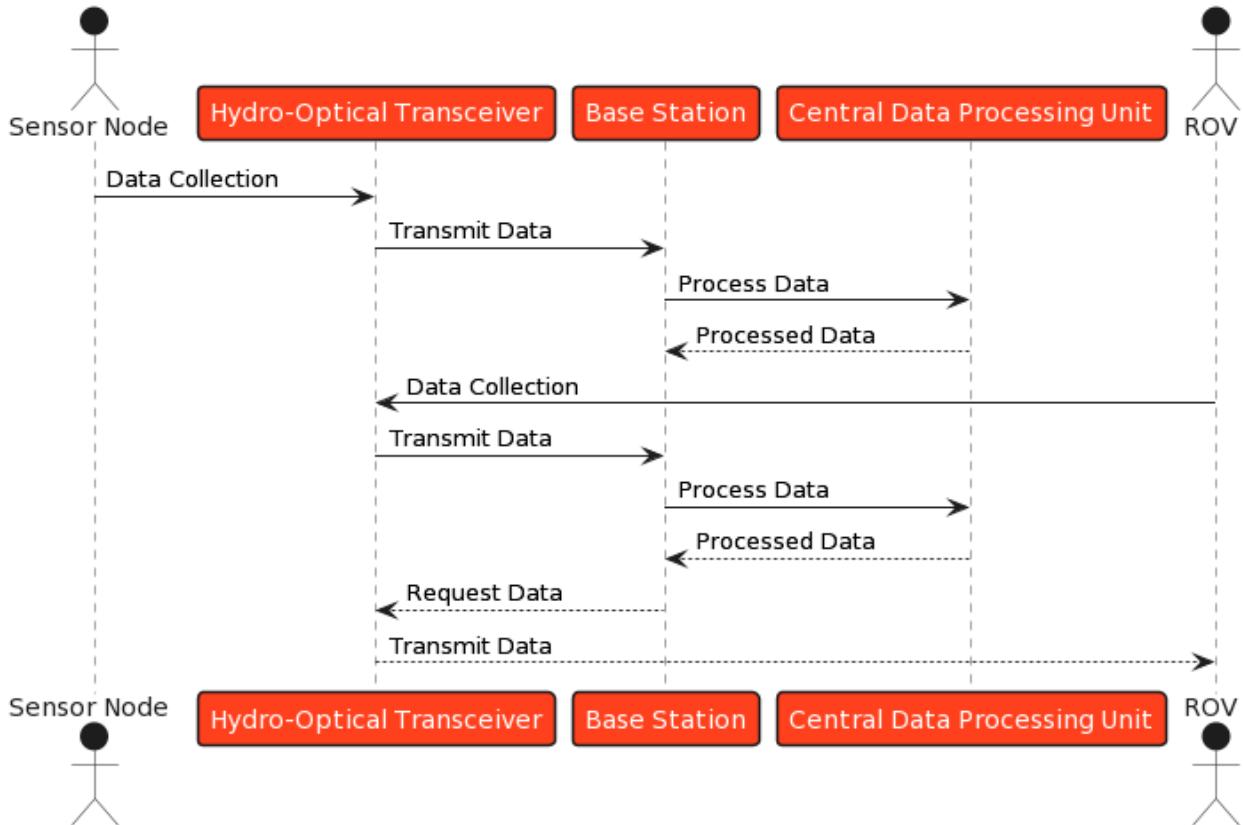 Sensor Node
Hydro-Optical Transceiver
Base Station
Central Data Processing Unit
ROV
Data Collection
Transmit Data
Process Data
Processed Data
Data Collection
Transmit Data
Process Data
Processed Data
Request Data
Transmit Data
Sensor Node
Hydro-Optical Transceiver
Base Station
Central Data Processing Unit
ROV